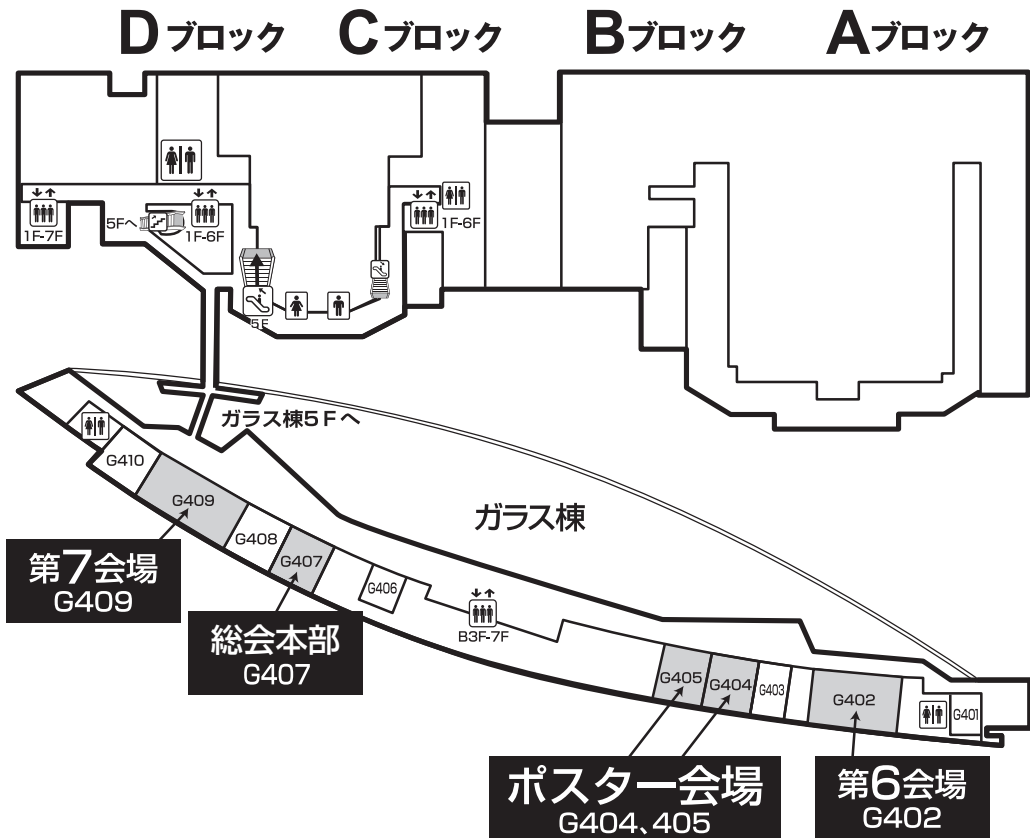 Dブロック
Cブロック
Bブロック
Aブロック
1F-7F
5Fへ
1F-6F
1F-6F
5F
ガラス棟5Fへ
ガラス棟
G410
G409
G408
G407
G406
B3F-7F
G405
G404
G403
G402
G401
第7会場
G409
総会本部
G407
ポスター会場
G404、405
第6会場
G402